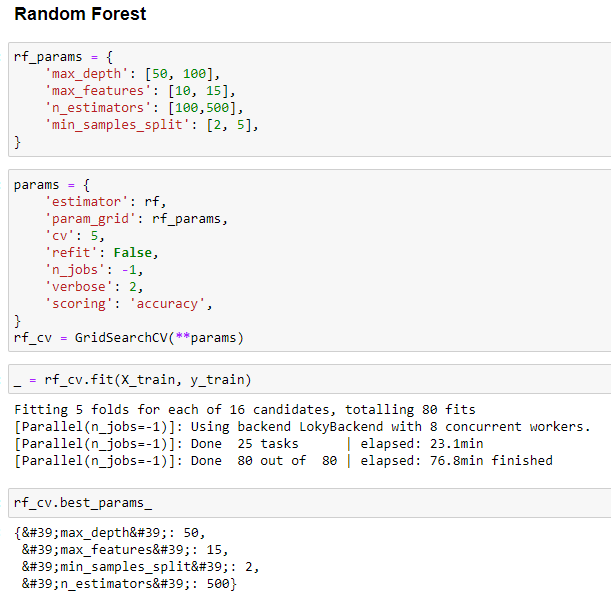 Random Forest
rf_params = {
    'max_depth': [50, 100],
    'max_features': [10, 15],
    'n_estimators': [100,500],
    'min_samples_split': [2, 5],
}
params = {
    'estimator': rf,
    'param_grid': rf_params,
    'cv': 5,
    'refit': False,
    'n_jobs': -1,
    'verbose': 2,
    'scoring': 'accuracy',
}
rf_cv = GridSearchCV(**params)
_ = rf_cv.fit(X_train, y_train)
Fitting 5 folds for each of 16 candidates, totalling 80 fits
[Parallel(n_jobs=-1)]: Using backend LokyBackend with 8 concurrent workers.
[Parallel(n_jobs=-1)]: Done  25 tasks      | elapsed: 23.1min
[Parallel(n_jobs=-1)]: Done  80 out of  80 | elapsed: 76.8min finished
rf_cv.best_params_
{&#39;max_depth&#39;: 50,
 &#39;max_features&#39;: 15,
 &#39;min_samples_split&#39;: 2,
 &#39;n_estimators&#39;: 500}